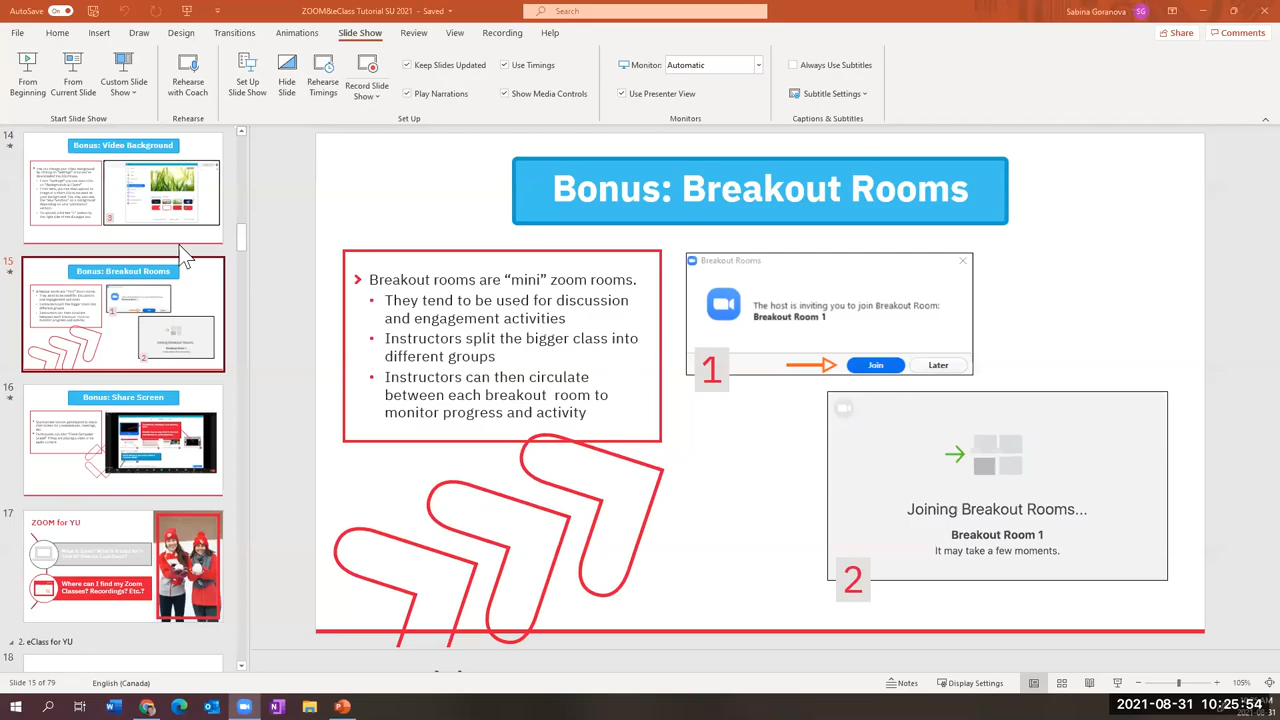 AutoSave On ZOOM&eClass Tutorial SU 2021 - Saved Search Sabina Goranova SG
File Home Insert Draw Design Transitions Animations Slide Show Review View Recording Help Share Comments
From Beginning
From Current Slide
Custom Slide Show
Start Slide Show
Rehearse with Coach
Rehearse
Set Up Slide Show
Hide Slide
Rehearse Timings
Record Slide Show
Keep Slides Updated
Play Narrations
Use Timings
Show Media Controls
Set Up
Monitor: Automatic
Use Presenter View
Monitors
Always Use Subtitles
Subtitle Settings
Captions & Subtitles
14
Bonus: Video Background
3
15
Bonus: Breakout Rooms
1
2
16
Bonus: Share Screen
17
ZOOM for YU
Where can I find my Zoom
Classes? Recordings? Etc.?
2. eClass for YU
18
Bonus: Breakout Rooms
Breakout rooms are “mini” zoom rooms.
• They tend to be used for discussion
and engagement activities
• Instructors split the bigger class into
different groups
• Instructors can then circulate
between each breakout room to
monitor progress and activity
Breakout Rooms
The host is inviting you to join Breakout Room:
Breakout Room 1
1
Join Later
Joining Breakout Rooms...
Breakout Room 1
It may take a few moments.
2
Slide 15 of 79 English (Canada) Notes Display Settings 105%
2021-08-31 10:25:54